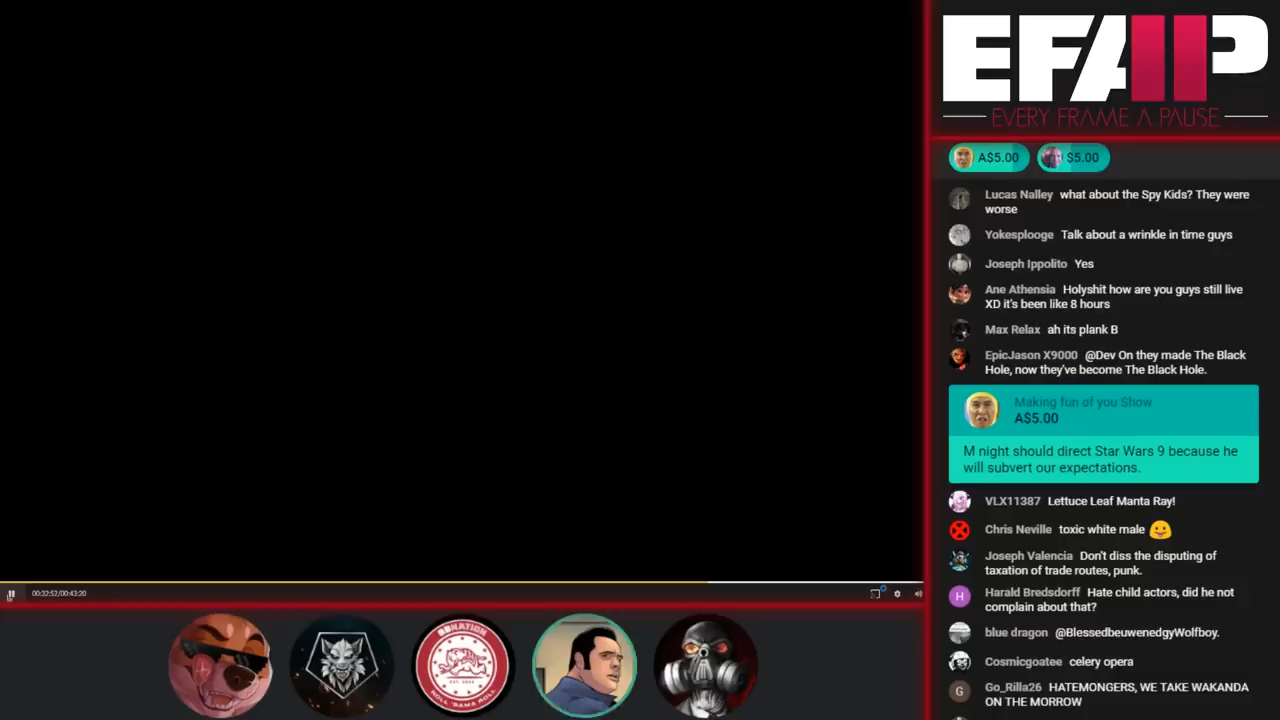 EFAP
EVERY FRAME A PAUSE
A$5.00
$5.00
Lucas Nalley what about the Spy Kids? They were
worse
Yokesplooge Talk about a wrinkle in time guys
Joseph Ippolito Yes
Ane Athensia Holyshit how are you guys still live
XD it's been like 8 hours
Max Relax ah its plank B
EpicJason X9000 @Dev On they made The Black
Hole, now they've become The Black Hole.
Making fun of you Show
A$5.00
M night should direct Star Wars 9 because he
will subvert our expectations.
VLX11387 Lettuce Leaf Manta Ray!
Chris Neville toxic white male
Joseph Valencia Don't diss the disputing of
taxation of trade routes, punk.
H
Harald Bredsdorff Hate child actors, did he not
complain about that?
blue dragon @BlessedbeuwenedgyWolfboy.
Cosmicgoatee celery opera
G
Go_Rilla26 HATEMONGERS, WE TAKE WAKANDA
ON THE MORROW
00:32:52/00:43:20
NATION
ROLL 'BAMA ROLL